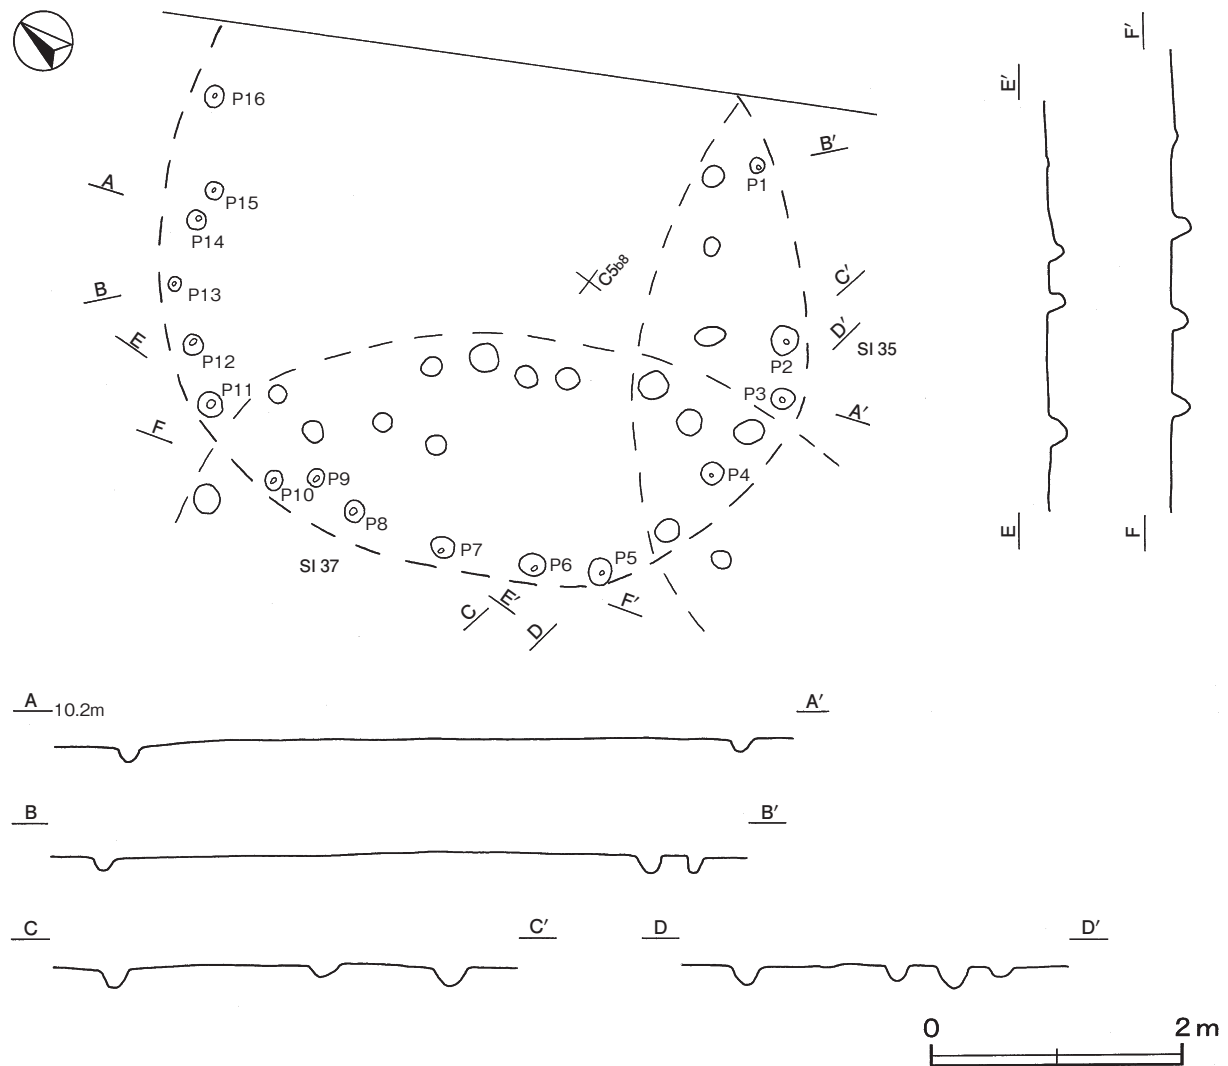 F′
E′
P16
B′
P1
A
P15
P14
C5b8
C′
P13
B
E
D′
SI 35
P12
P2
P11
P3
A′
F
P4
P9
P10
P8
P7
P6
P5
SI 37
E
F
C
E′
F′
D
A
10.2m
A′
B
B′
C
C′
D
D′
0
2 m